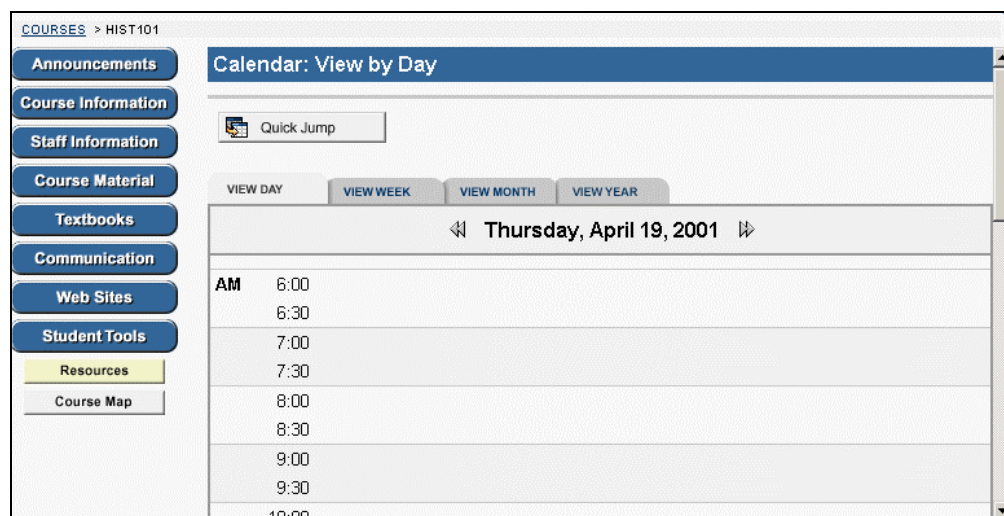 COURSES > HIST101
Announcements
Course Information
Staff Information
Course Material
Textbooks
Communication
Web Sites
Student Tools
Resources
Course Map
Calendar: View by Day
Quick Jump
VIEW DAY VIEW WEEK VIEW MONTH VIEW YEAR
Thursday, April 19, 2001
AM 6:00
6:30
7:00
7:30
8:00
8:30
9:00
9:30
10:00